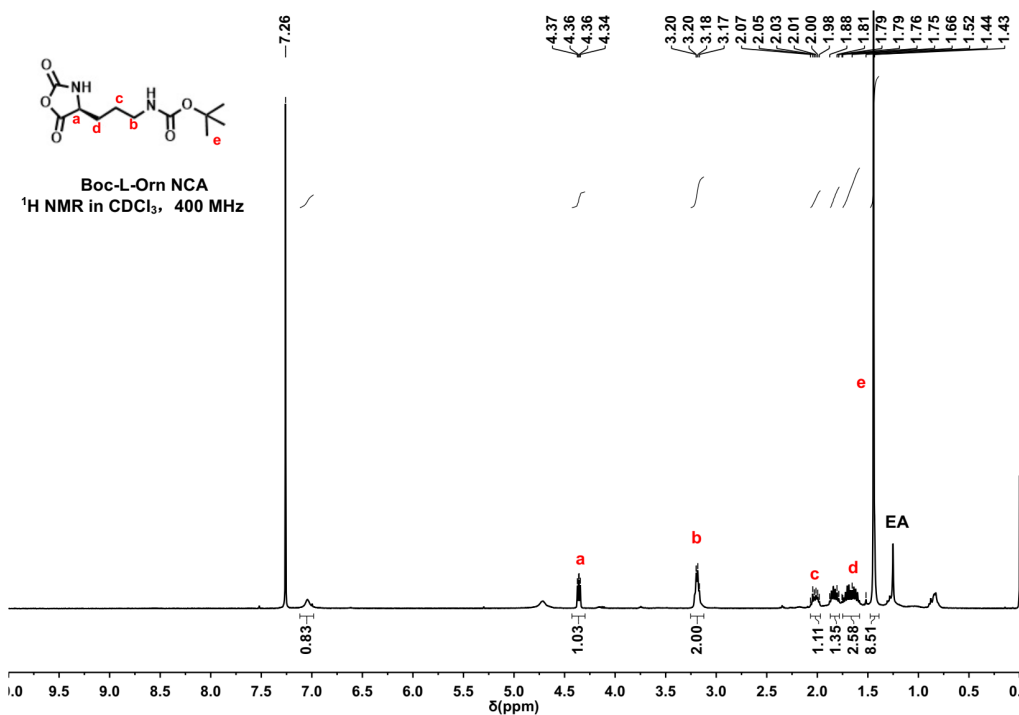 7.26
4.37
4.36
4.36
4.34
3.20
3.20
3.18
3.17
2.07
2.05
2.03
2.01
2.00
1.98
1.88
1.81
1.79
1.79
1.76
1.75
1.66
1.52
1.44
1.43
O
NH
O
O
a
d
c
b
H
N
O
O
e
Boc-L-Orn NCA
¹H NMR in CDCl₃, 400 MHz
e
EA
a
b
c
d
0.83
1.03
2.00
1.11
1.35
2.58
8.51
.0 9.5 9.0 8.5 8.0 7.5 7.0 6.5 6.0 5.5 5.0 4.5 4.0 3.5 3.0 2.5 2.0 1.5 1.0 0.5 0.
δ(ppm)